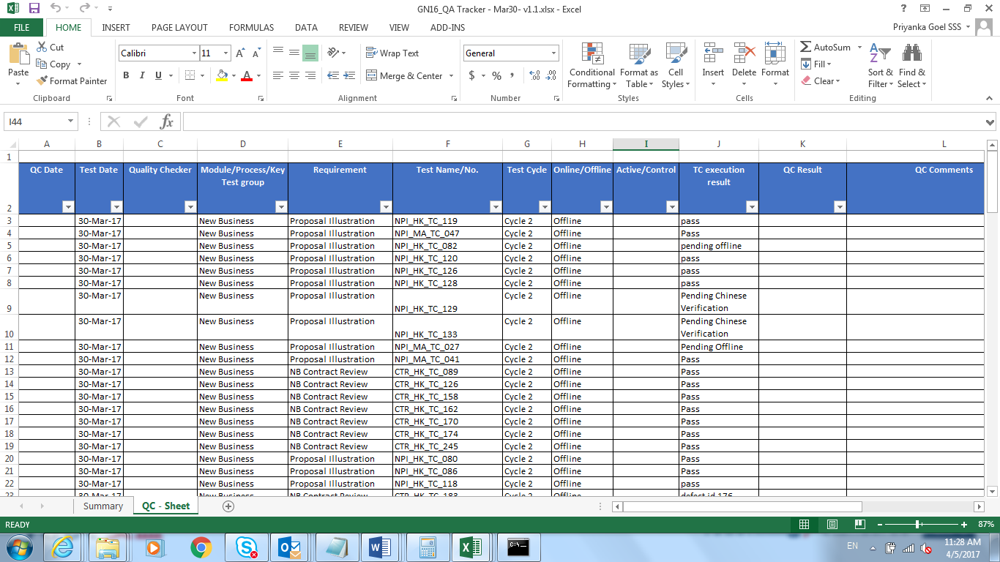 GN16_QA Tracker - Mar30- v1.1.xlsx - Excel
FILE HOME INSERT PAGE LAYOUT FORMULAS DATA REVIEW VIEW ADD-INS Priyanka Goel SSS
Paste Cut Copy Format Painter
Clipboard
Calibri 11
B I U A
Font
Wrap Text
Merge & Center
Alignment
General
$ % ,
Number
Conditional Formatting Format as Table Cell Styles
Styles
Insert Delete Format
Cells
AutoSum Fill Clear Sort & Filter Find & Select
Editing
I44 fx
A B C D E F G H I J K L
1
2 QC Date Test Date Quality Checker Module/Process/Key Test group Requirement Test Name/No. Test Cycle Online/Offline Active/Control TC execution result QC Result QC Comments
3 30-Mar-17 New Business Proposal Illustration NPI_HK_TC_119 Cycle 2 Offline pass
4 30-Mar-17 New Business Proposal Illustration NPI_MA_TC_047 Cycle 2 Offline Pass
5 30-Mar-17 New Business Proposal Illustration NPI_HK_TC_082 Cycle 2 Offline pending offline
6 30-Mar-17 New Business Proposal Illustration NPI_HK_TC_120 Cycle 2 Offline pass
7 30-Mar-17 New Business Proposal Illustration NPI_HK_TC_126 Cycle 2 Offline pass
8 30-Mar-17 New Business Proposal Illustration NPI_HK_TC_128 Cycle 2 Offline pass
9 30-Mar-17 New Business Proposal Illustration NPI_HK_TC_129 Cycle 2 Offline Pending Chinese Verification
10 30-Mar-17 New Business Proposal Illustration NPI_HK_TC_133 Cycle 2 Offline Pending Chinese Verification
11 30-Mar-17 New Business Proposal Illustration NPI_MA_TC_027 Cycle 2 Offline Pending Offline
12 30-Mar-17 New Business Proposal Illustration NPI_MA_TC_041 Cycle 2 Offline Pass
13 30-Mar-17 New Business NB Contract Review CTR_HK_TC_089 Cycle 2 Offline Pass
14 30-Mar-17 New Business NB Contract Review CTR_HK_TC_126 Cycle 2 Offline Pass
15 30-Mar-17 New Business NB Contract Review CTR_HK_TC_158 Cycle 2 Offline Pass
16 30-Mar-17 New Business NB Contract Review CTR_HK_TC_162 Cycle 2 Offline Pass
17 30-Mar-17 New Business NB Contract Review CTR_HK_TC_170 Cycle 2 Offline Pass
18 30-Mar-17 New Business NB Contract Review CTR_HK_TC_174 Cycle 2 Offline Pass
19 30-Mar-17 New Business NB Contract Review CTR_HK_TC_245 Cycle 2 Offline Pass
20 30-Mar-17 New Business Proposal Illustration NPI_HK_TC_080 Cycle 2 Offline Pass
21 30-Mar-17 New Business Proposal Illustration NPI_HK_TC_086 Cycle 2 Offline Pass
22 30-Mar-17 New Business Proposal Illustration NPI_HK_TC_118 Cycle 2 Offline pass
23 30-Mar-17 New Business NB Contract Review CTR_HK_TC_183 Cycle 2 Offline defect id 176
Summary QC - Sheet
READY 87%
EN 11:28 AM
4/5/2017